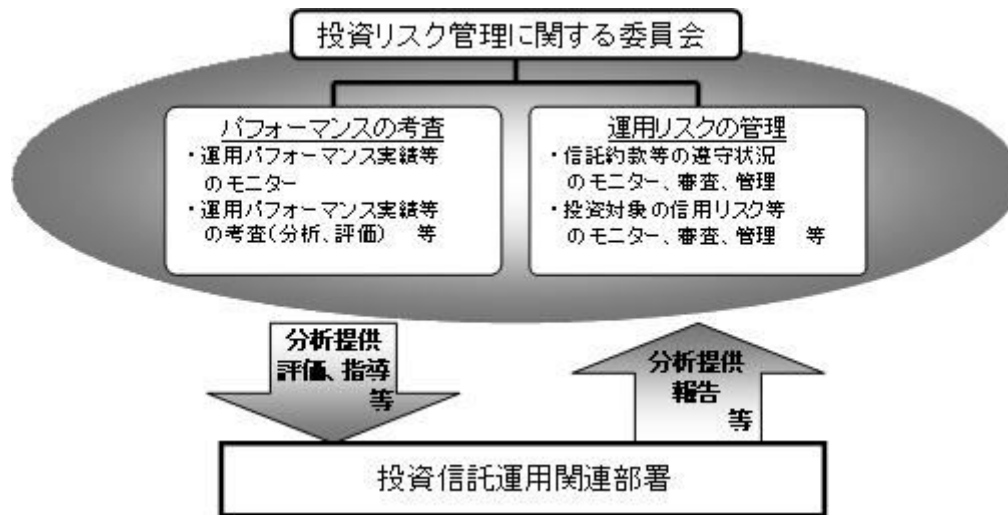 投資リスク管理に関する委員会
パフォーマンスの考査
・運用パフォーマンス実績等
のモニター
・運用パフォーマンス実績等
の考査(分析、評価) 等
運用リスクの管理
・信託約款等の遵守状況
のモニター、審査、管理
・投資対象の信用リスク等
のモニター、審査、管理 等
分析提供
評価、指導
等
分析提供
報告
等
投資信託運用関連部署